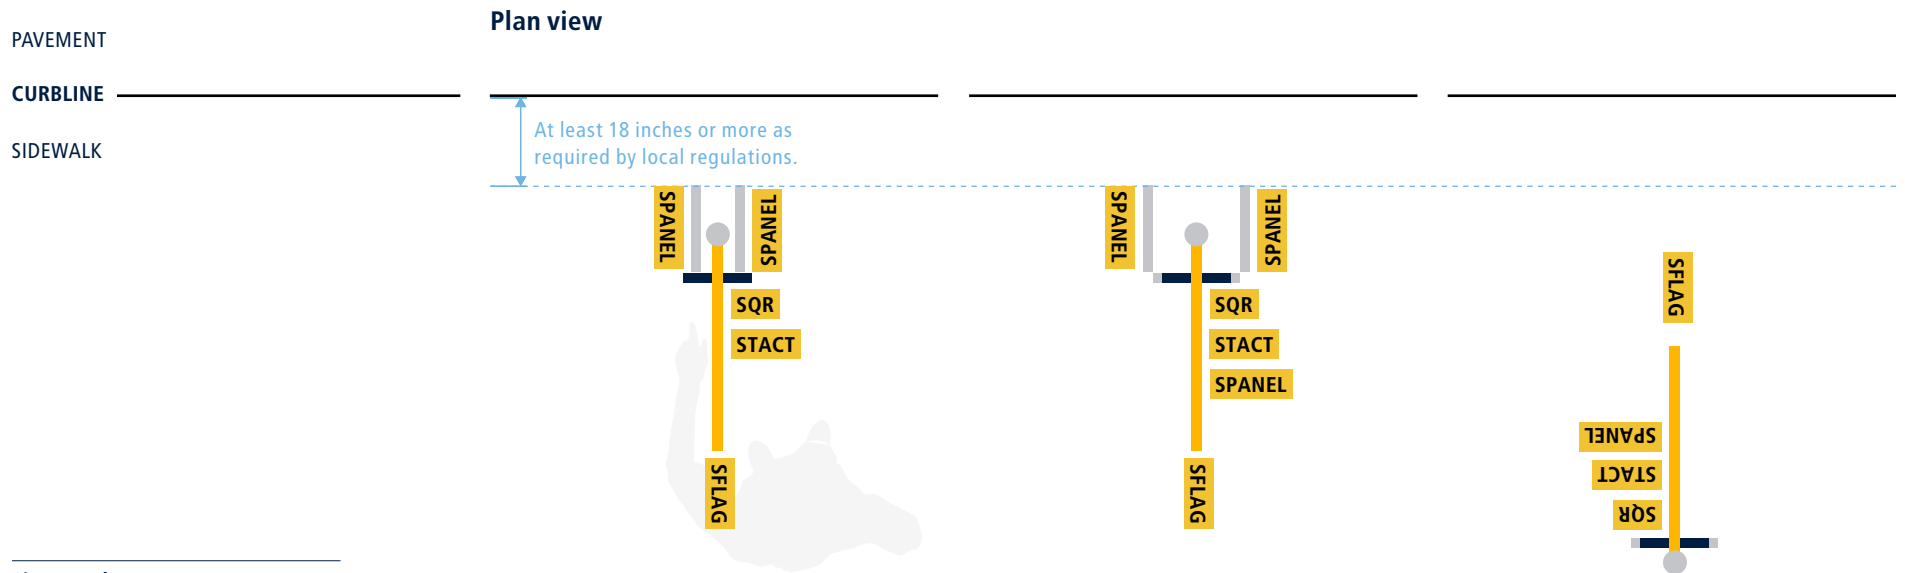 Plan view
PAVEMENT
CURBLINE
SIDEWALK
At least 18 inches or more as
required by local regulations.
SPANEL
SPANEL
SQR
STACT
SFLAG
SPANEL
SPANEL
SQR
STACT
SPANEL
SFLAG
SFLAG
SPANEL
STACT
SQR